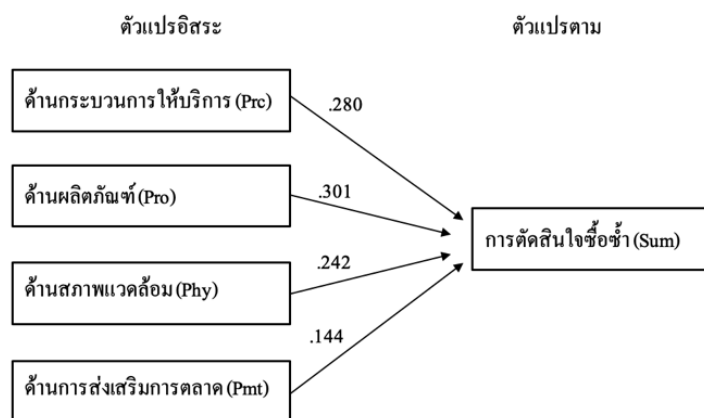 ตัวแปรอิสระ
ตัวแปรตาม
ด้านกระบวนการให้บริการ (Prc)
.280
ด้านผลิตภัณฑ์ (Pro)
.301
การตัดสินใจซื้อซ้ำ (Sum)
.242
ด้านสภาพแวดล้อม (Phy)
.144
ด้านการส่งเสริมการตลาด (Pmt)